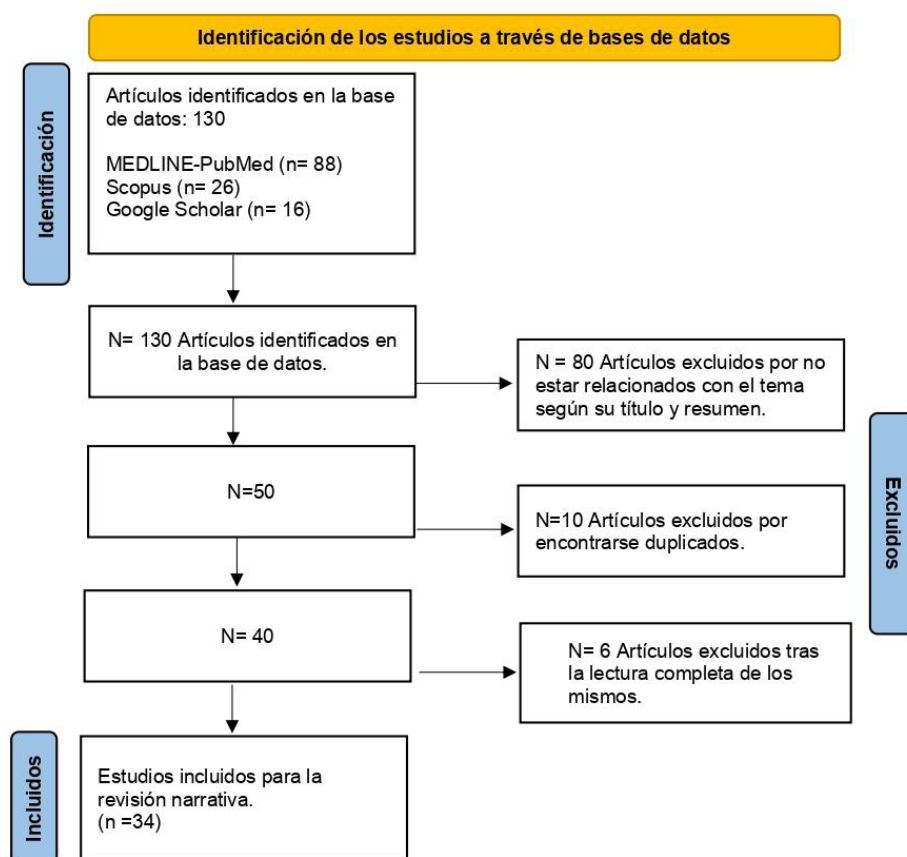 Identificación de los estudios a través de bases de datos
Identificación
Artículos identificados en la base
de datos: 130
MEDLINE-PubMed (n= 88)
Scopus (n= 26)
Google Scholar (n= 16)
N= 130 Artículos identificados en
la base de datos.
N = 80 Artículos excluidos por no
estar relacionados con el tema
según su título y resumen.
Excluidos
N=50
N=10 Artículos excluidos por
encontrarse duplicados.
N= 40
N= 6 Artículos excluidos tras
la lectura completa de los
mismos.
Incluidos
Estudios incluidos para la
revisión narrativa.
(n =34)